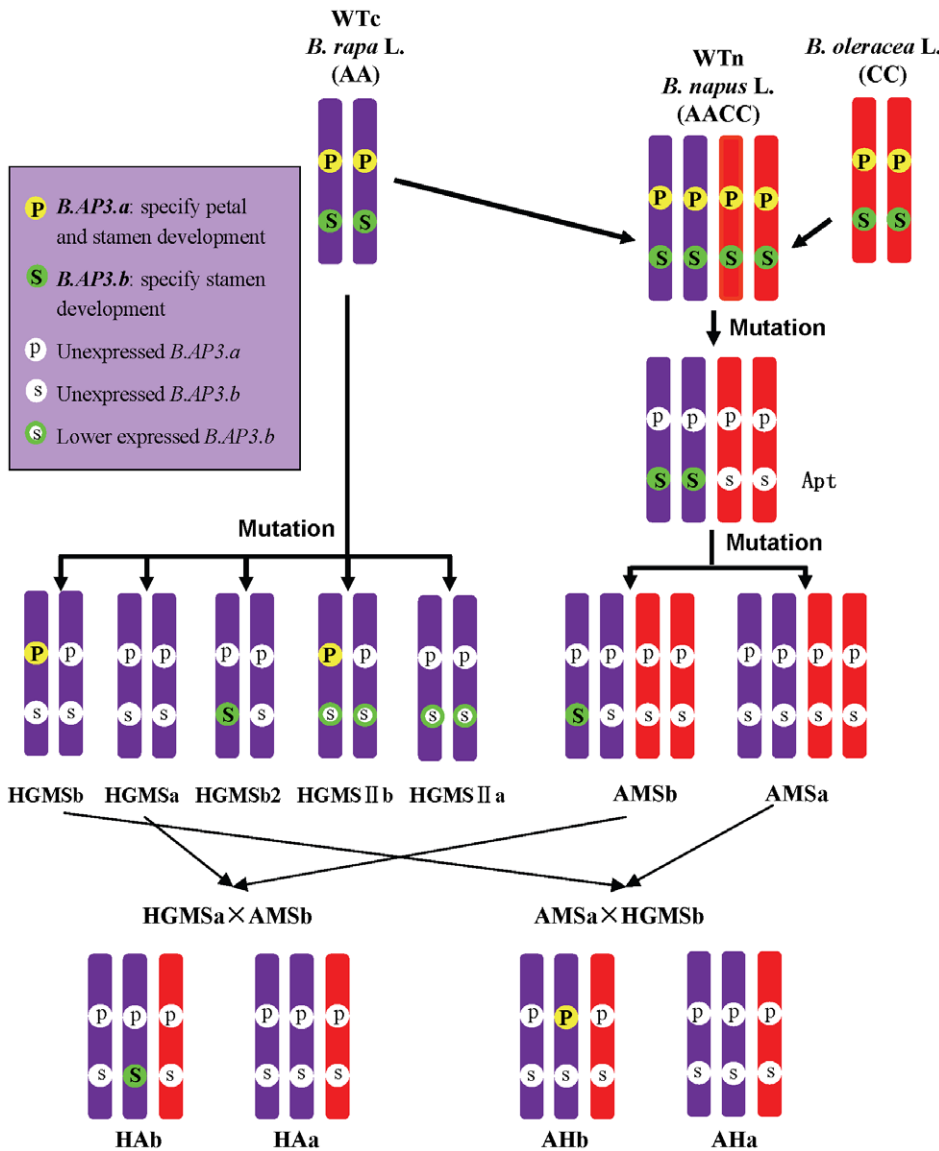 WTc
B. rapa L.
(AA)
WTn
B. napus L.
(AACC)
B. oleracea L.
(CC)
P P
S S
P P P P
S S S S
P P
S S
P B.AP3.a: specify petal
and stamen development
S B.AP3.b: specify stamen
development
p Unexpressed B.AP3.a
s Unexpressed B.AP3.b
s Lower expressed B.AP3.b
Mutation
p p p p
S S s s
Apt
Mutation
Mutation
P p
s s
p p
s s
p p
S s
P p
s s
p p
s s
p p p p
S s s s
p p p p
s s s s
HGMSb HGMSa HGMSb2 HGMSⅡb HGMSⅡa AMSb AMSa
HGMSa×AMSb AMSa×HGMSb
p p p
s S s
p p p
s s s
p P p
s s s
p p p
s s s
HAb HAa AHb AHa